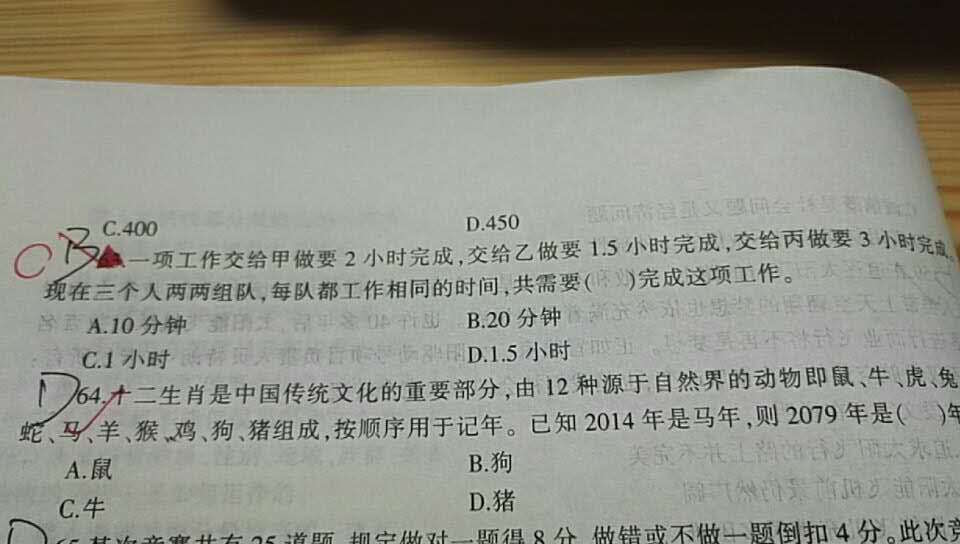 C.400 D.450
B 一项工作交给甲做要 2 小时完成,交给乙做要 1.5 小时完成,交给丙做要 3 小时完成。
现在三个人两两组队,每队都工作相同的时间,共需要( )完成这项工作。
A.10 分钟 B.20 分钟
C.1 小时 D.1.5 小时
D 64.十二生肖是中国传统文化的重要部分,由 12 种源于自然界的动物即鼠、牛、虎、兔
蛇、马、羊、猴、鸡、狗、猪组成,按顺序用于记年。已知 2014 年是马年,则 2079 年是( )年
A.鼠 B.狗
C.牛 D.猪
D 65.某次竞赛共有 25 道题,规定做对一题得 8 分,做错或不做一题倒扣 4 分。此次竞